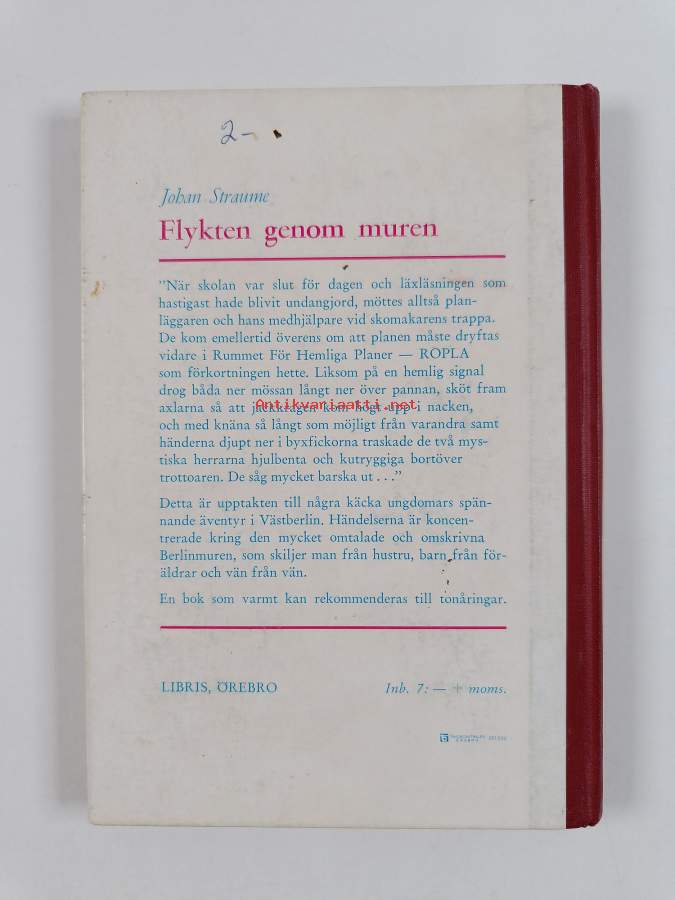 2-
Johan Straume
Flykten genom muren
”När skolan var slut för dagen och läxläsningen som
hastigast hade blivit undangjord, möttes alltså plan-
läggaren och hans medhjälpare vid skomakarens trappa.
De kom emellertid överens om att planen måste dryftas
vidare i Rummet För Hemliga Planer — ROPLA
som förkortningen hette. Liksom på en hemlig signal
drog båda ner mössan långt ner över pannan, sköt fram
axlarna så att jackkragen kom högt upp i nacken,
Antikvariaatti.net
och med knäna så långt som möjligt från varandra samt
händerna djupt ner i byxfickorna traskade de två mys-
tiska herrarna hjulbenta och kutryggiga bortöver
trottoaren. De såg mycket barska ut . . .”
Detta är upptakten till några käcka ungdomars spän-
nande äventyr i Västberlin. Händelserna är koncen-
trerade kring den mycket omtalade och omskrivna
Berlinmuren, som skiljer man från hustru, barn från för-
äldrar och vän från vän.
En bok som varmt kan rekommenderas till tonåringar.
LIBRIS, ÖREBRO Inb. 7: — + moms.